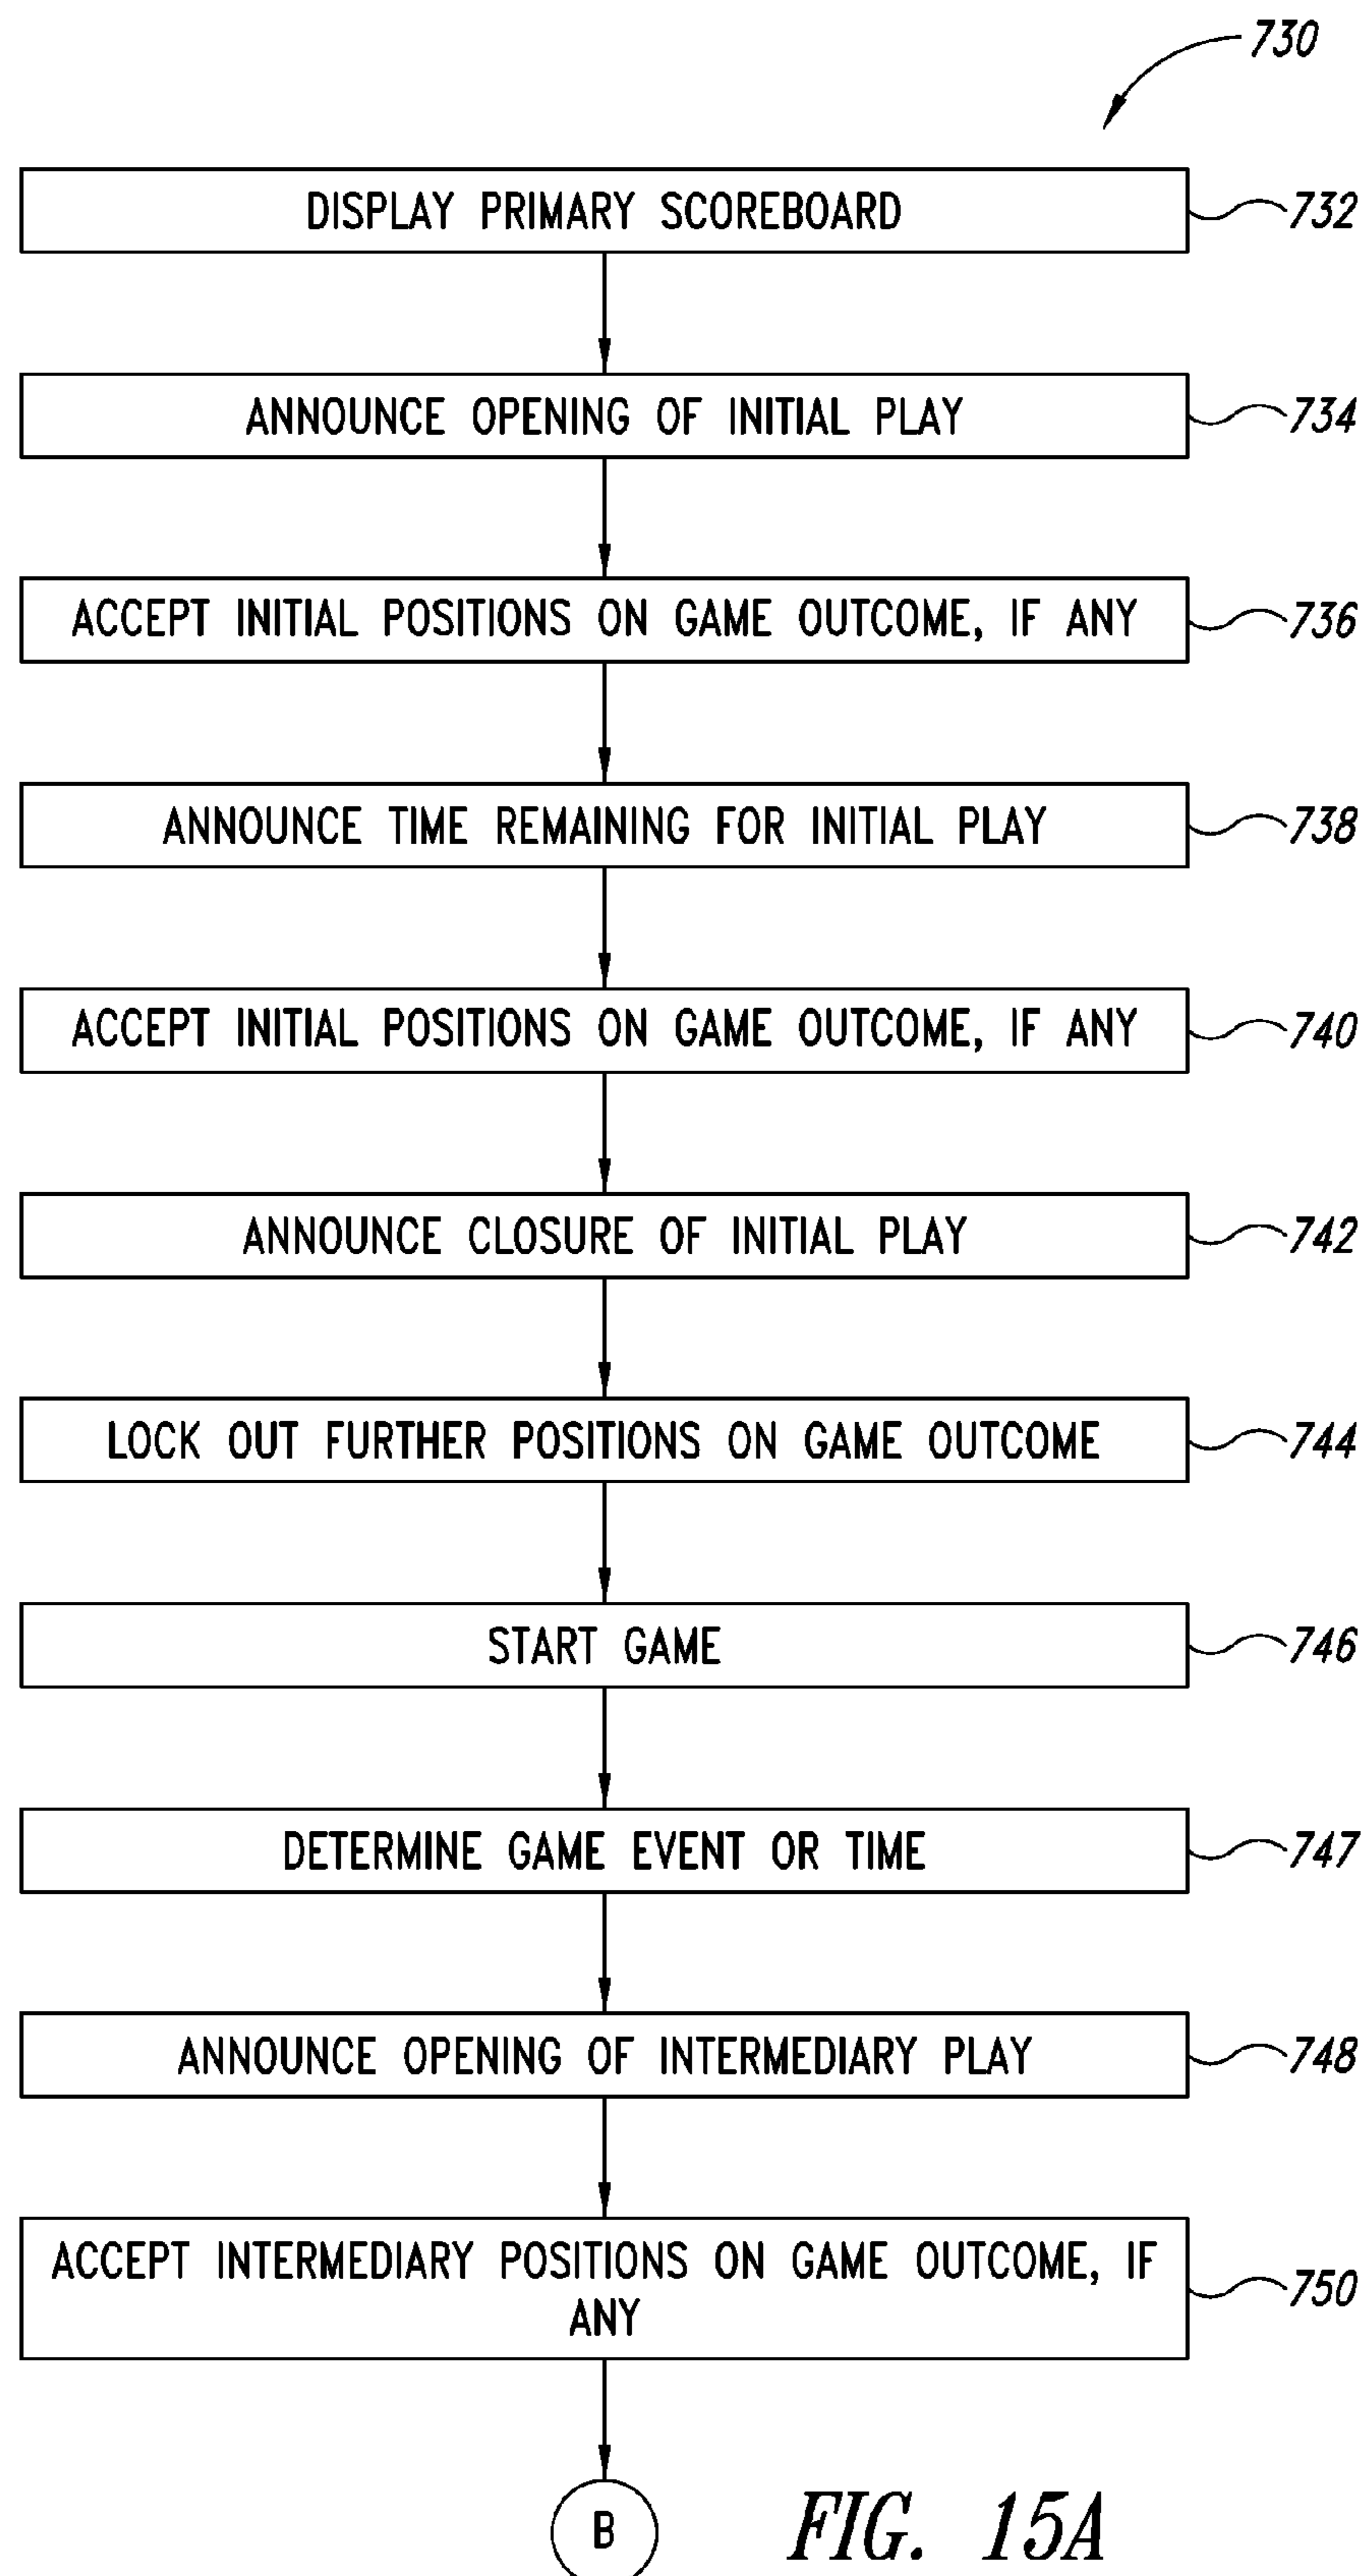 730
DISPLAY PRIMARY SCOREBOARD
732
ANNOUNCE OPENING OF INITIAL PLAY
734
ACCEPT INITIAL POSITIONS ON GAME OUTCOME, IF ANY
736
ANNOUNCE TIME REMAINING FOR INITIAL PLAY
738
ACCEPT INITIAL POSITIONS ON GAME OUTCOME, IF ANY
740
ANNOUNCE CLOSURE OF INITIAL PLAY
742
LOCK OUT FURTHER POSITIONS ON GAME OUTCOME
744
START GAME
746
DETERMINE GAME EVENT OR TIME
747
ANNOUNCE OPENING OF INTERMEDIARY PLAY
748
ACCEPT INTERMEDIARY POSITIONS ON GAME OUTCOME, IF
ANY
750
B
FIG. 15A